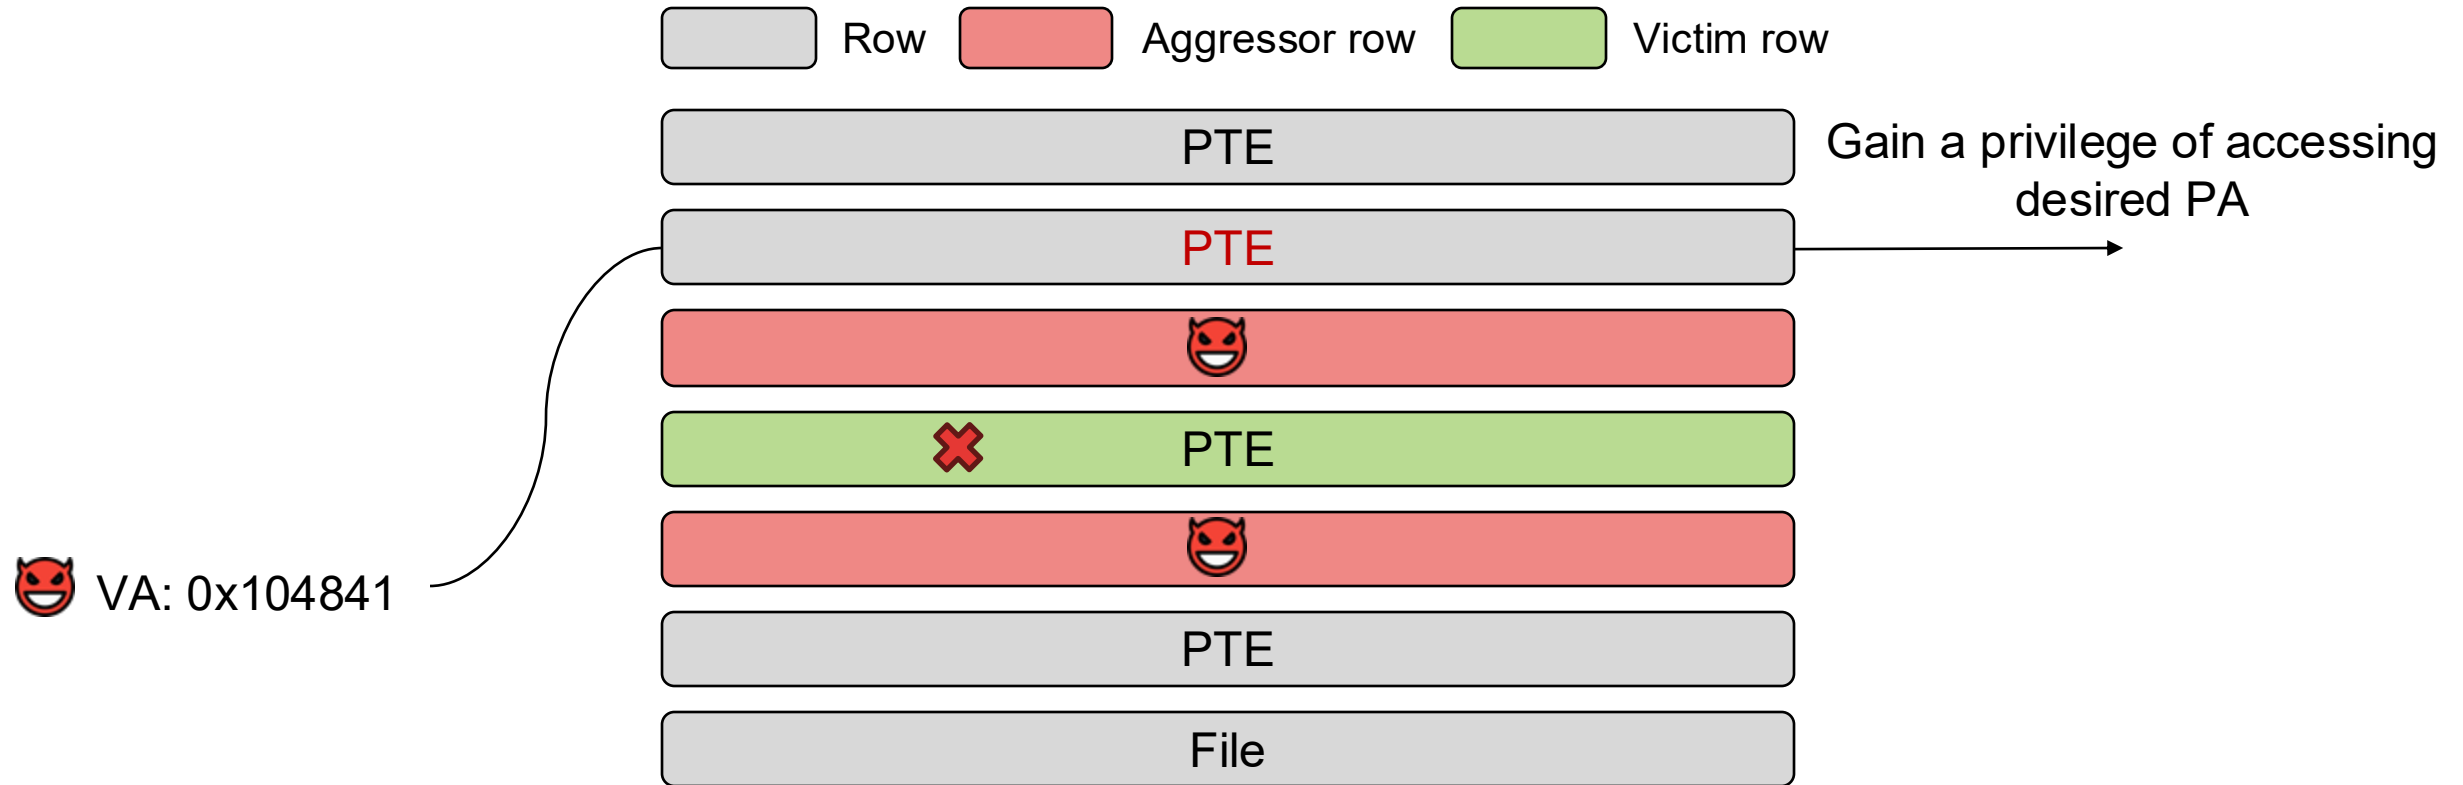 Row Aggressor row Victim row
PTE
Gain a privilege of accessing
desired PA
PTE
PTE
VA: 0x104841
PTE
File